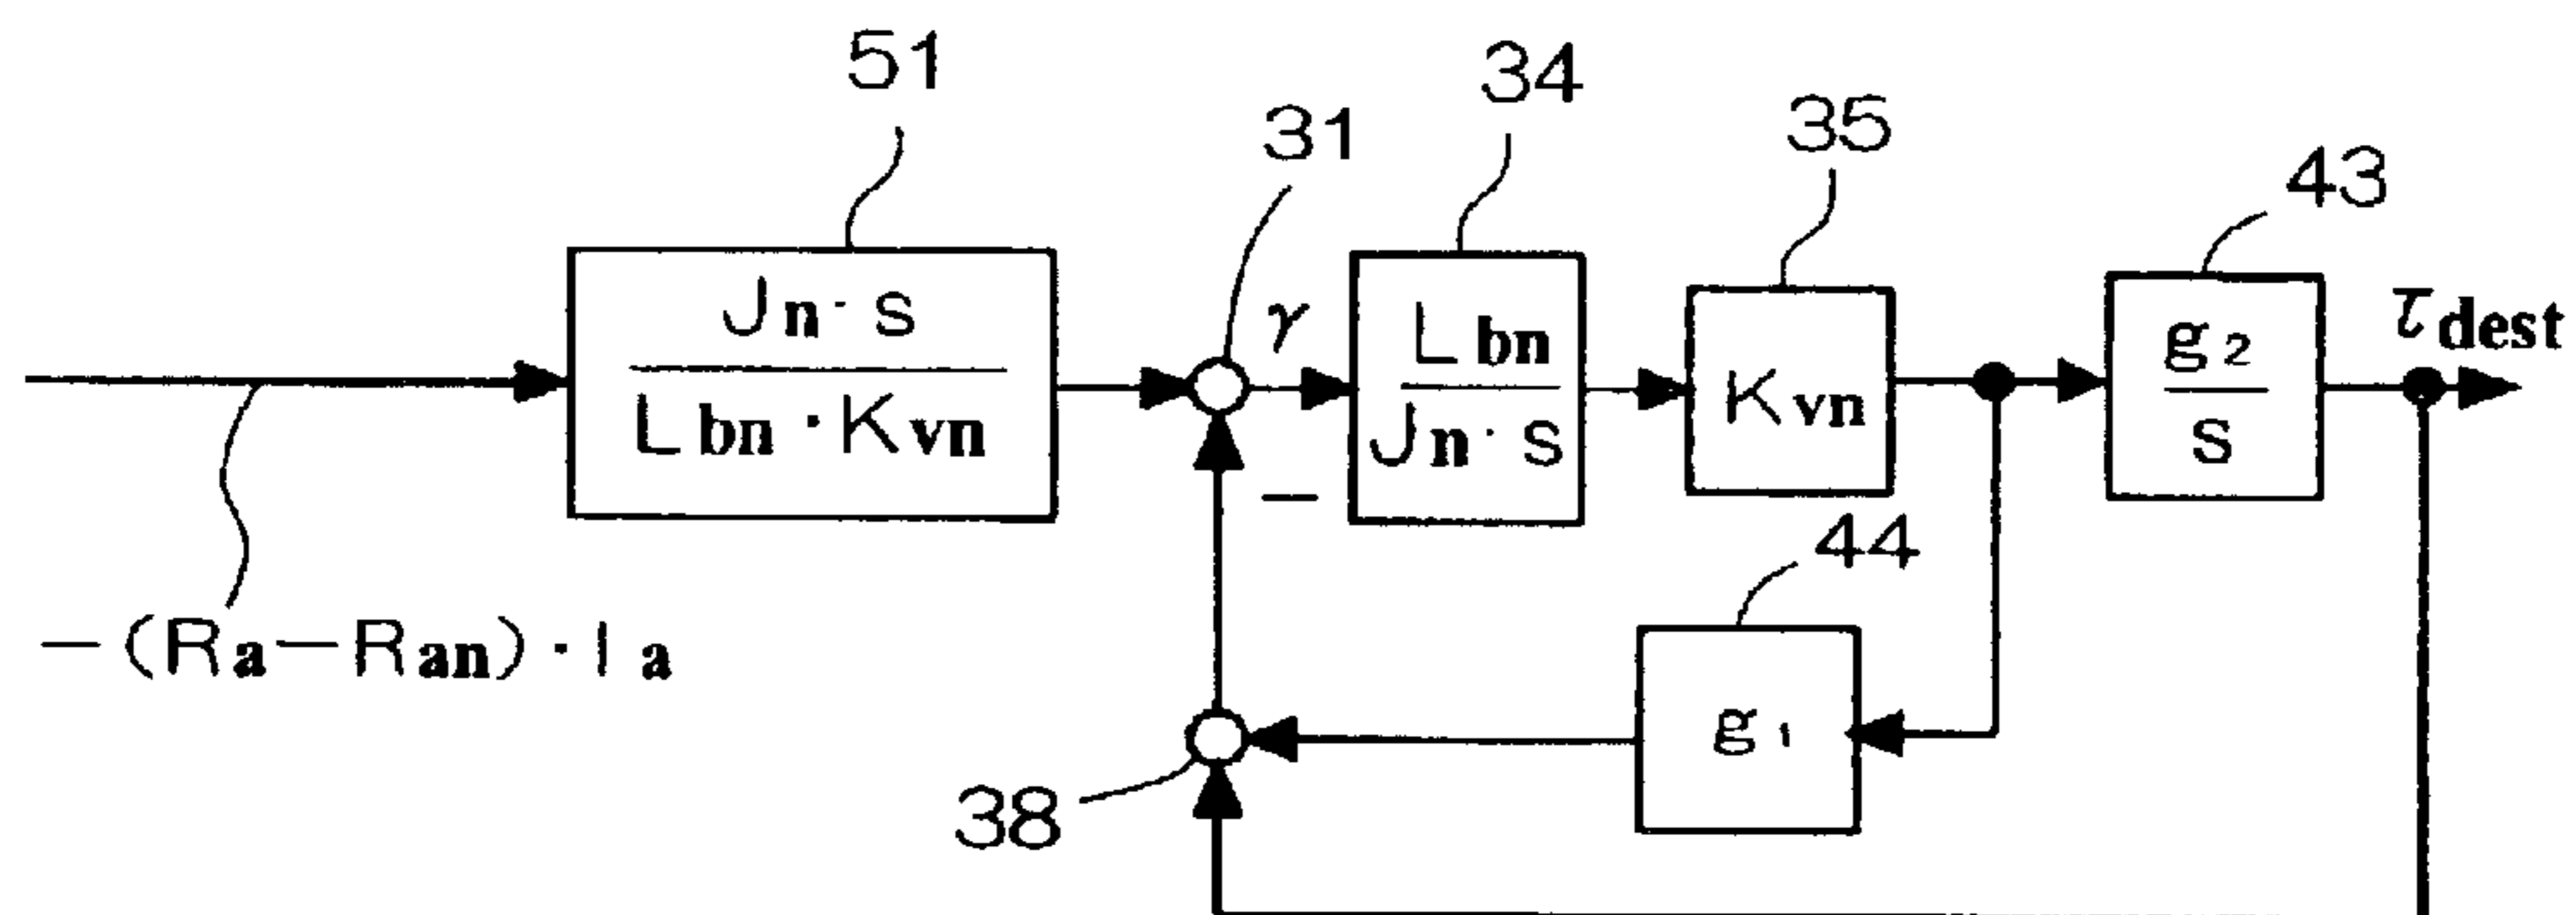 51
31
34
35
43
Jn · s
Lbn · Kvn
γ
Lbn
Jn · s
Kvn
g2
s
τdest
−
−(Ra−Ran) · Ia
44
g1
38